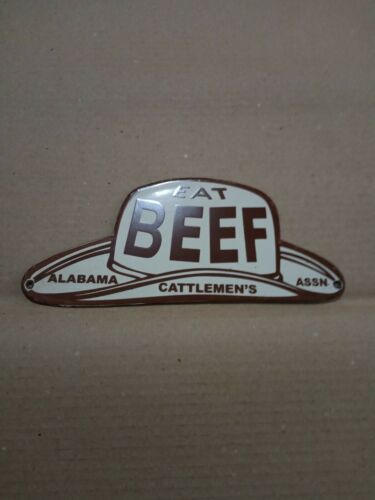 EAT
BEEF
ALABAMA CATTLEMEN'S ASSN.